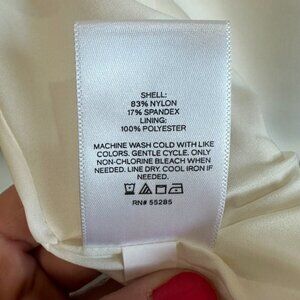 SHELL:
83% NYLON
17% SPANDEX
LINING:
100% POLYESTER
MACHINE WASH COLD WITH LIKE
COLORS. GENTLE CYCLE. ONLY
NON-CHLORINE BLEACH WHEN
NEEDED. LINE DRY. COOL IRON IF
NEEDED.
RN# 55285